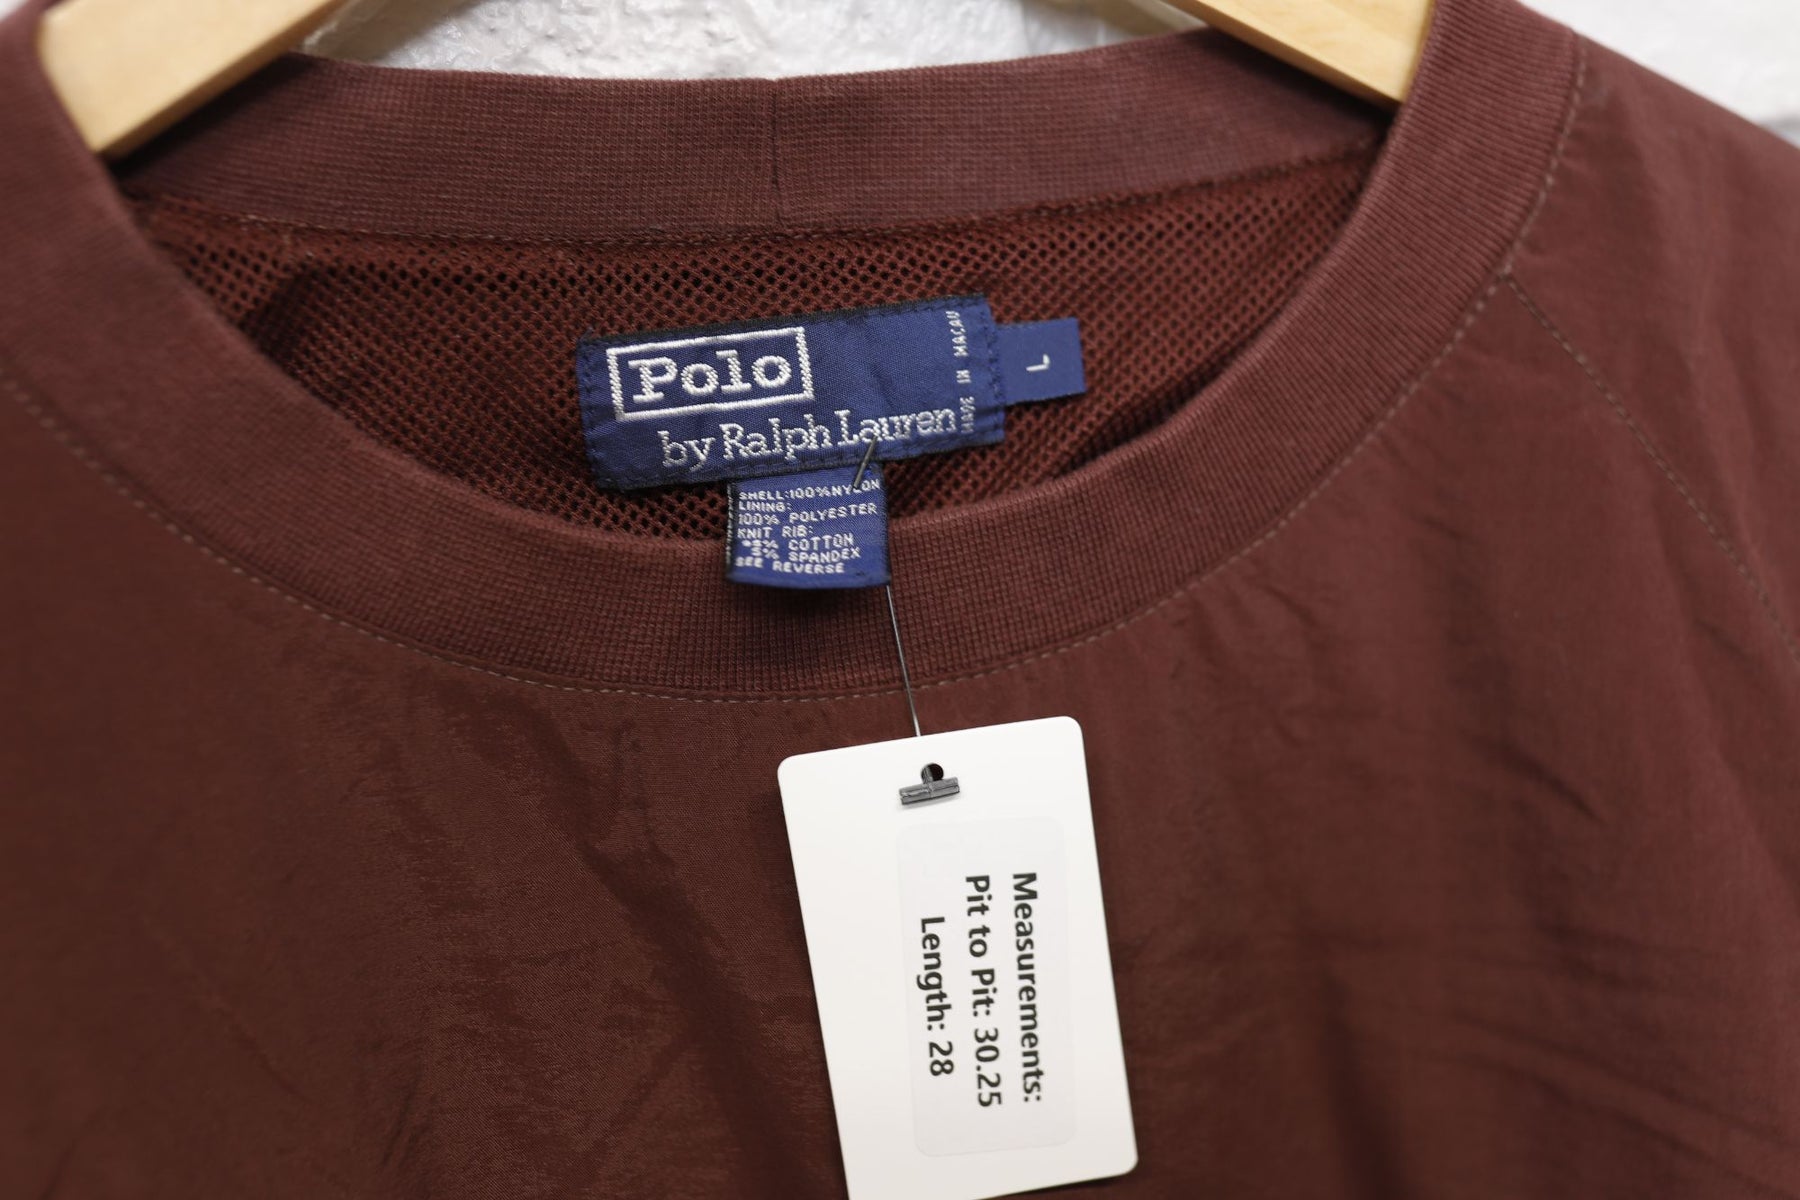 Polo
by Ralph Lauren
MADE IN MACAU
L
SHELL:100%NYLON
LINING:
100% POLYESTER
KNIT RIB:
COTTON
5% SPANDEX
SEE REVERSE
Measurements:
Pit to Pit: 30.25
Length: 28